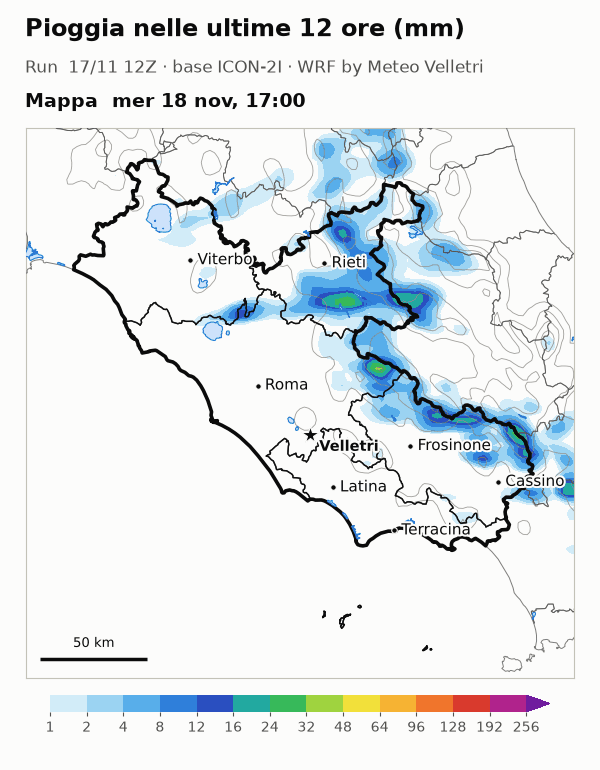 Pioggia nelle ultime 12 ore (mm)
Run  17/11 12Z · base ICON-2I · WRF by Meteo Velletri
Mappa  mer 18 nov, 17:00
Viterbo
Rieti
Roma
Velletri
Frosinone
Cassino
Latina
Terracina
50 km
1 2 4 8 12 16 24 32 48 64 96 128 192 256